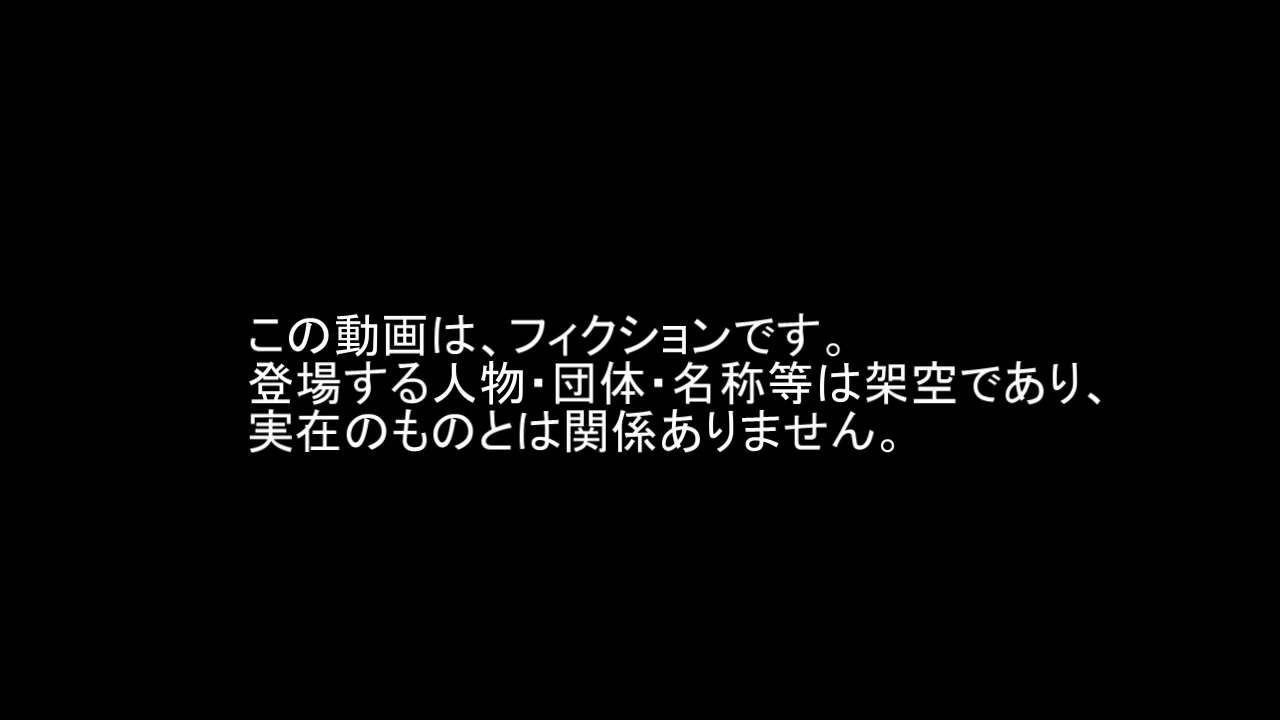 この動画は、フィクションです。
登場する人物・団体・名称等は架空であり、
実在のものとは関係ありません。